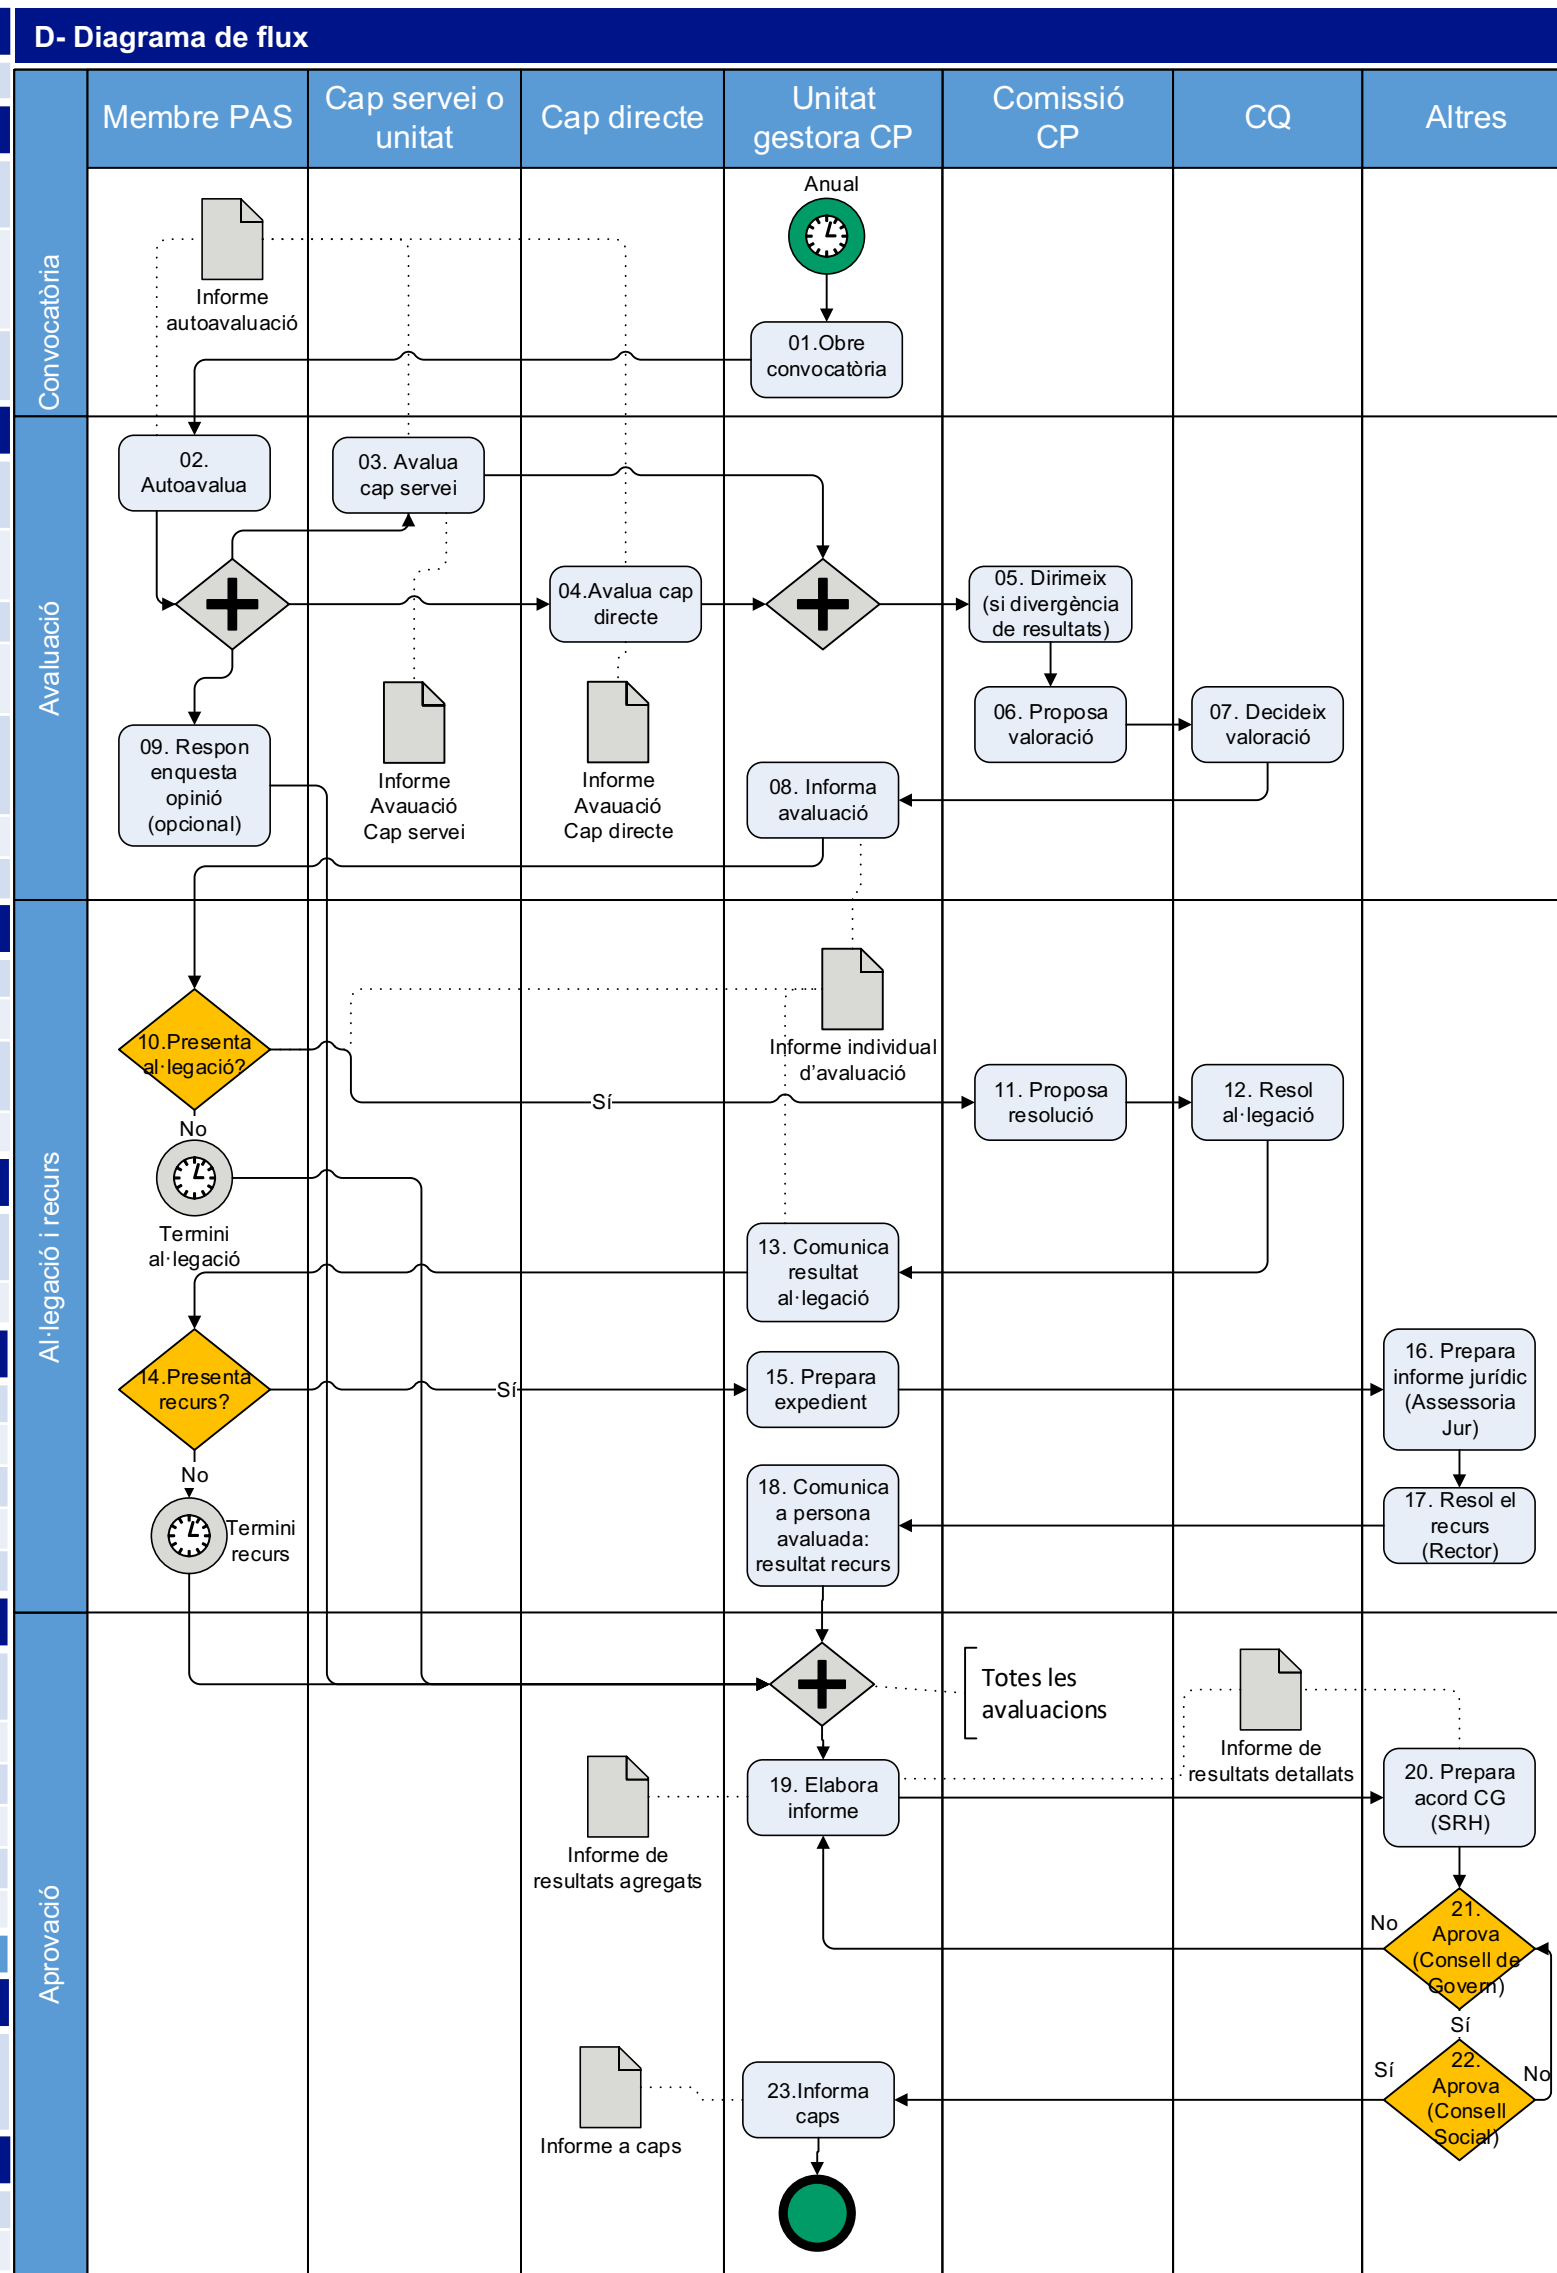 D- Diagrama de flux
Membre PAS
Cap servei o
unitat
Cap directe
Unitat
gestora CP
Comissió
CP
CQ
Altres
Convocatòria
Anual
Informe
autoavaluació
01.Obre
convocatòria
Avaluació
02.
Autoavalua
03. Avalua
cap servei
04.Avalua cap
directe
05. Dirimeix
(si divergència
de resultats)
06. Proposa
valoració
07. Decideix
valoració
09. Respon
enquesta
opinió
(opcional)
Informe
Avauació
Cap servei
Informe
Avauació
Cap directe
08. Informa
avaluació
Al·legació i recurs
10.Presenta
al·legació?
Informe individual
d'avaluació
Sí
11. Proposa
resolució
12. Resol
al·legació
No
Termini
al·legació
13. Comunica
resultat
al·legació
14.Presenta
recurs?
Sí
15. Prepara
expedient
16. Prepara
informe jurídic
(Assessoria
Jur)
No
Termini
recurs
18. Comunica
a persona
avaluada:
resultat recurs
17. Resol el
recurs
(Rector)
Aprovació
Totes les
avaluacions
Informe de
resultats detallats
19. Elabora
informe
20. Prepara
acord CG
(SRH)
Informe de
resultats agregats
No
21.
Aprova
(Consell de
Govern)
Sí
Sí
22.
Aprova
(Consell
Social)
No
23.Informa
caps
Informe a caps